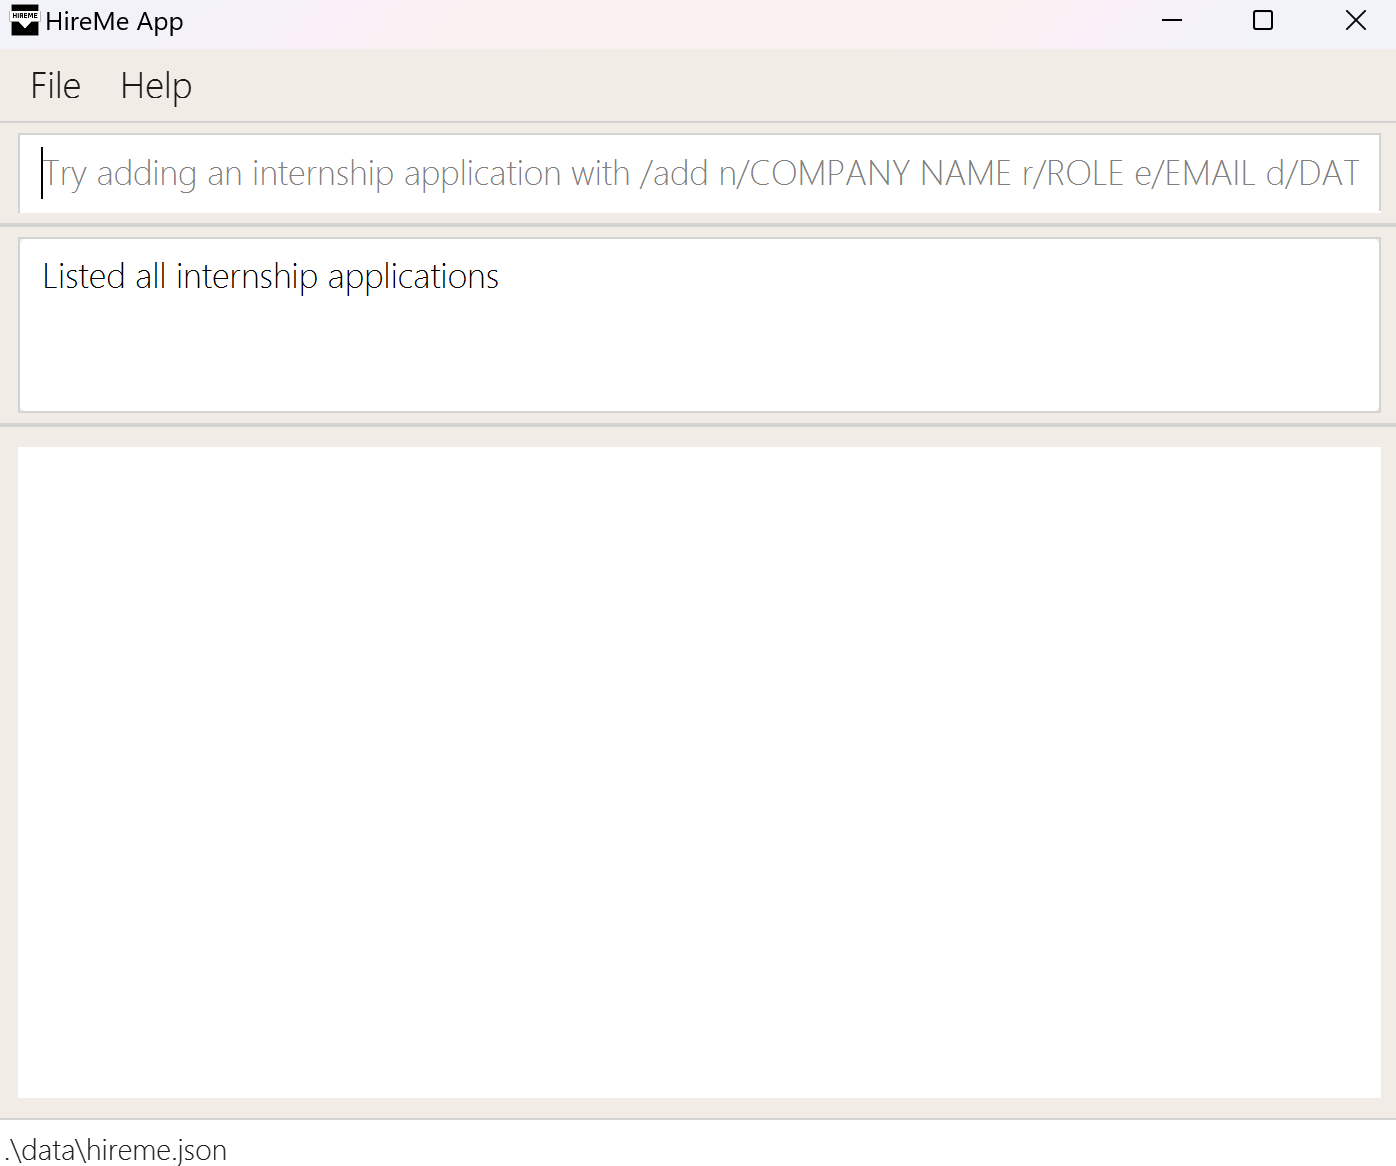 HIREME
HireMe App
File Help
Try adding an internship application with /add n/COMPANY NAME r/ROLE e/EMAIL d/DAT
Listed all internship applications
.\data\hireme.json